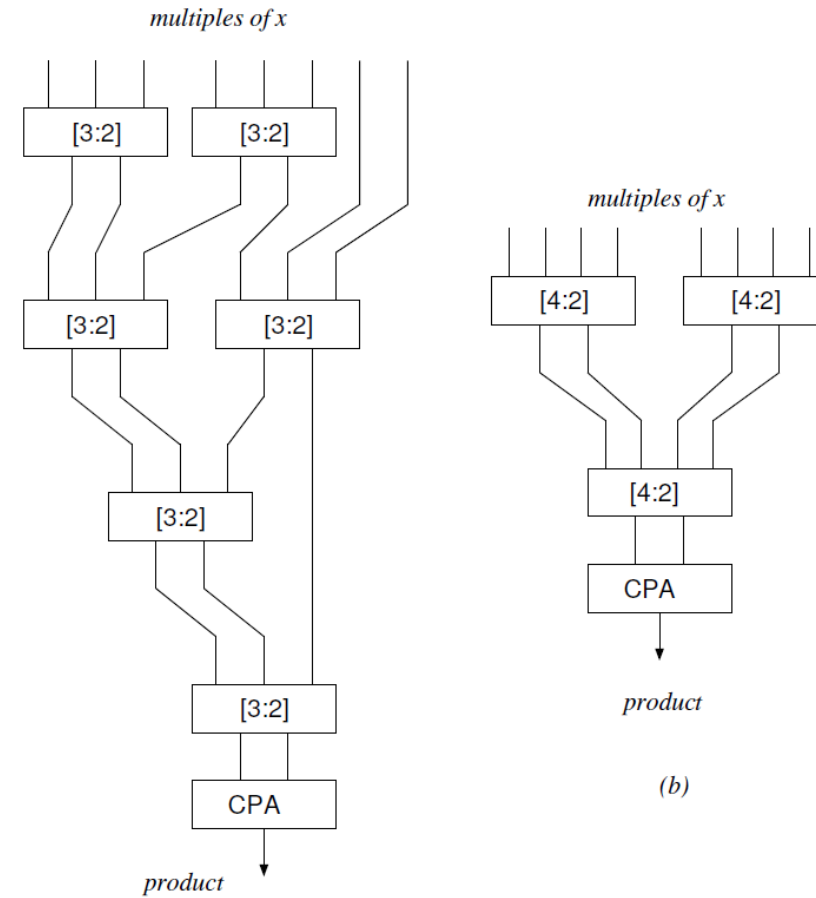 multiples of x
[3:2] [3:2]
[3:2] [3:2]
[3:2]
[3:2]
CPA
product
multiples of x
[4:2] [4:2]
[4:2]
CPA
product
(b)